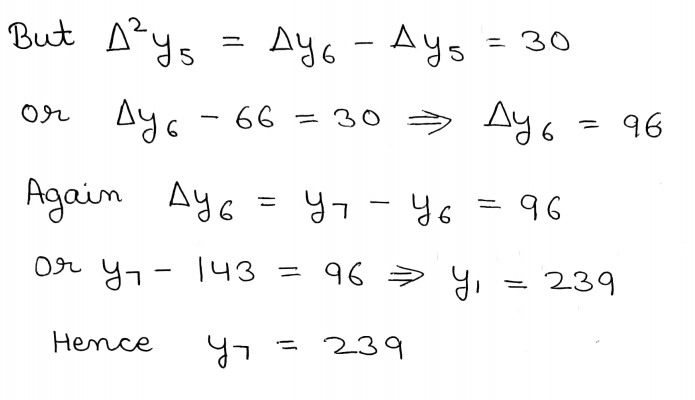 But Δ²y₅ = Δy₆ - Δy₅ = 30
or Δy₆ - 66 = 30 ⇒ Δy₆ = 96
Again Δy₆ = y₇ - y₆ = 96
or y₇ - 143 = 96 ⇒ y₁ = 239
Hence y₇ = 239